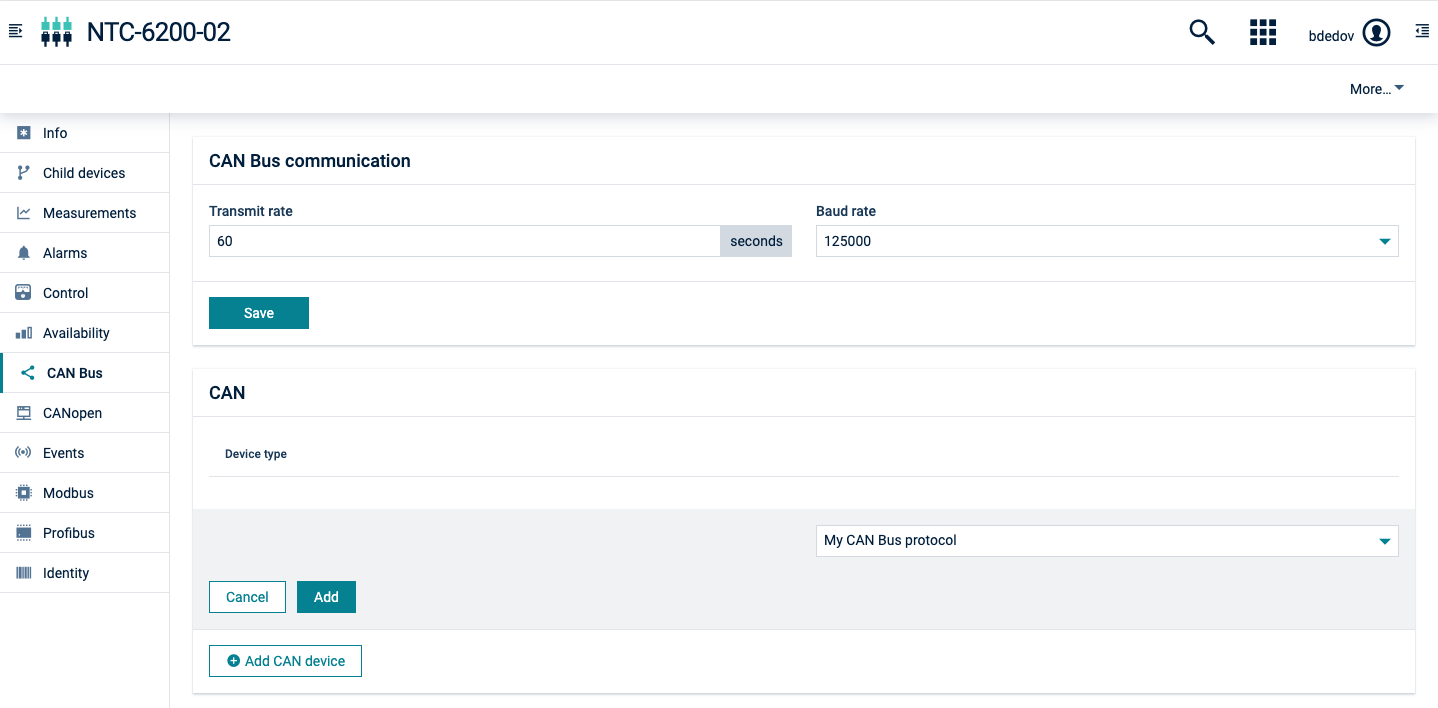 NTC-6200-02
bdedov
More...
Info
Child devices
Measurements
Alarms
Control
Availability
CAN Bus
CANopen
Events
Modbus
Profibus
Identity
CAN Bus communication
Transmit rate
Baud rate
60 seconds
125000
Save
CAN
Device type
My CAN Bus protocol
Cancel
Add
Add CAN device